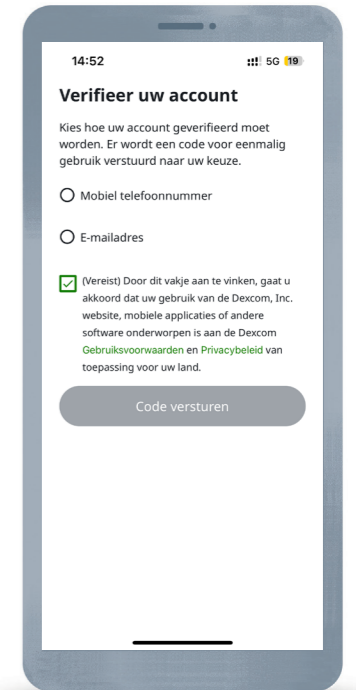 14:52 5G 19
Verifieer uw account
Kies hoe uw account geverifieerd moet
worden. Er wordt een code voor eenmalig
gebruik verstuurd naar uw keuze.
Mobiel telefoonnummer
E-mailadres
(Vereist) Door dit vakje aan te vinken, gaat u
akkoord dat uw gebruik van de Dexcom, Inc.
website, mobiele applicaties of andere
software onderworpen is aan de Dexcom
Gebruiksvoorwaarden en Privacybeleid van
toepassing voor uw land.
Code versturen